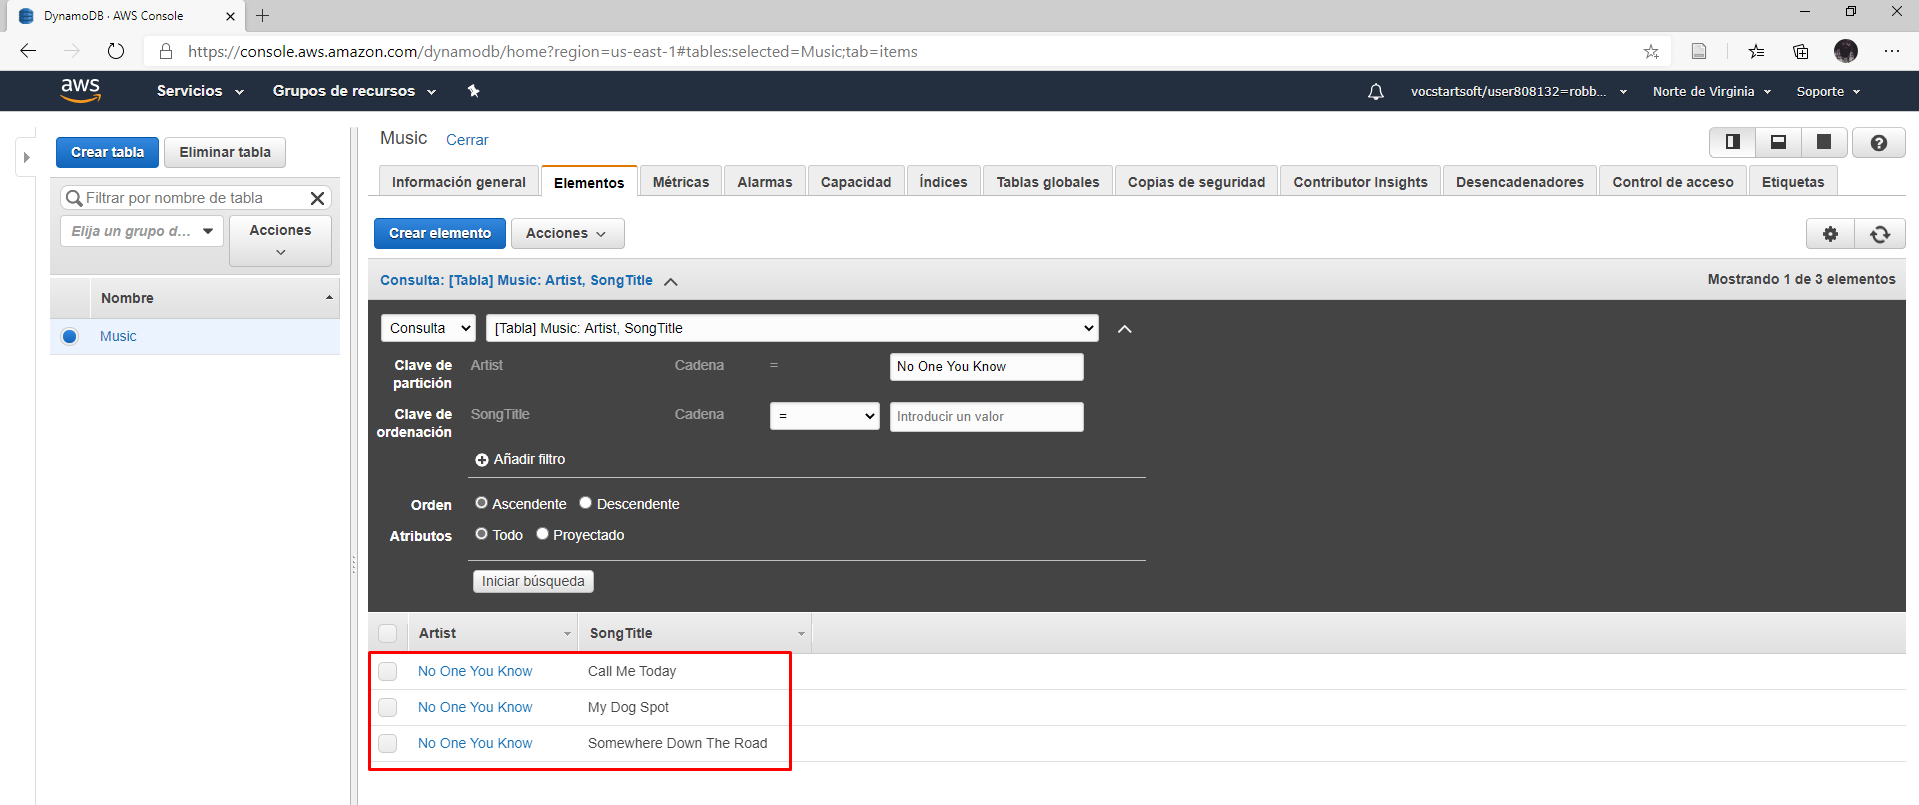 DynamoDB · AWS Console
https://console.aws.amazon.com/dynamodb/home?region=us-east-1#tables:selected=Music;tab=items
aws Servicios Grupos de recursos vocstartsoft/user808132=robb... Norte de Virginia Soporte
Crear tabla Eliminar tabla
Filtrar por nombre de tabla
Elija un grupo d... Acciones
Nombre
Music
Music Cerrar
Información general Elementos Métricas Alarmas Capacidad Índices Tablas globales Copias de seguridad Contributor Insights Desencadenadores Control de acceso Etiquetas
Crear elemento Acciones
Consulta: [Tabla] Music: Artist, SongTitle Mostrando 1 de 3 elementos
Consulta [Tabla] Music: Artist, SongTitle
Clave de partición Artist Cadena = No One You Know
Clave de ordenación SongTitle Cadena = Introducir un valor
Añadir filtro
Orden Ascendente Descendente
Atributos Todo Proyectado
Iniciar búsqueda
Artist SongTitle
No One You Know Call Me Today
No One You Know My Dog Spot
No One You Know Somewhere Down The Road